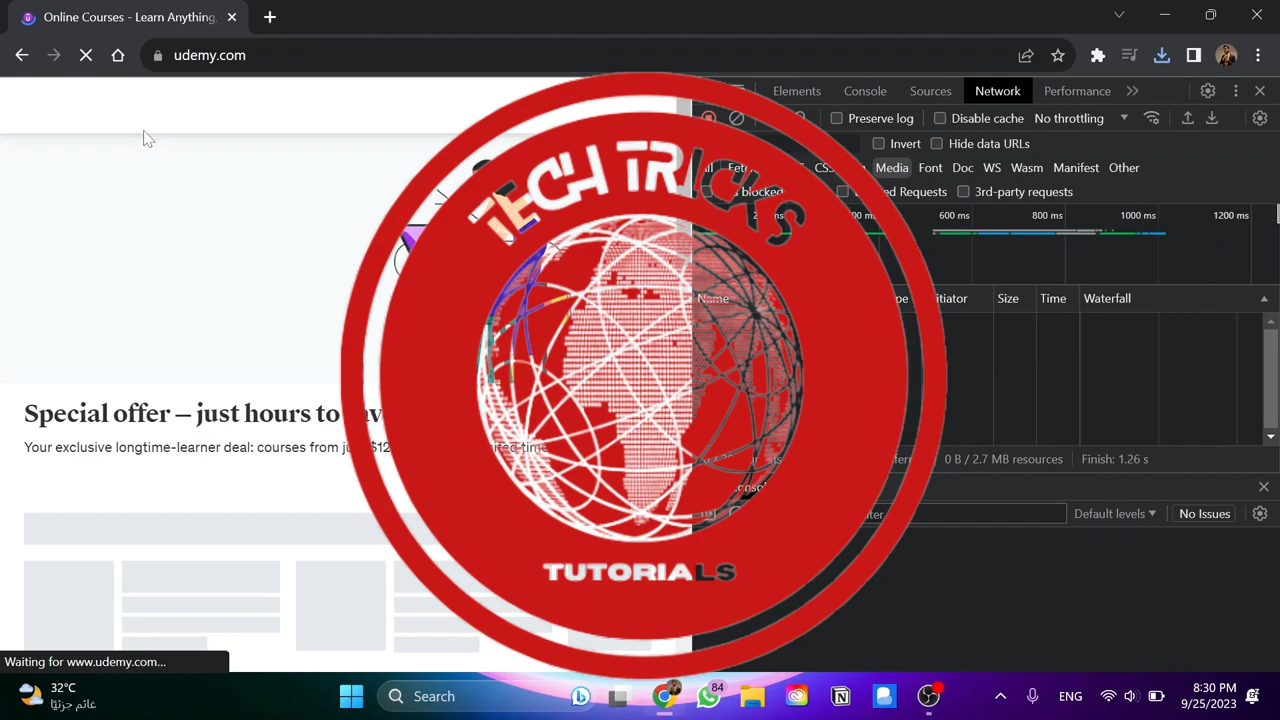 Online Courses - Learn Anything,
udemy.com
Elements Console Sources Network Performance
Preserve log Disable cache No throttling
Invert Hide data URLs
Media Font Doc WS Wasm Manifest Other
Requests 3rd-party requests
600 ms 1000 ms 1200 ms
TECH TRICKS
Name Size
Special offer – just hours to
Your exclusive longtime-learner deal: courses from
0 B / 2.7 MB resources Finish: 1.26 s
Default levels No Issues
TUTORIALS
Waiting for www.udemy.com...
32°C
غائم جزئيًا
Search
84
ENG
8:30 PM
9/25/2023